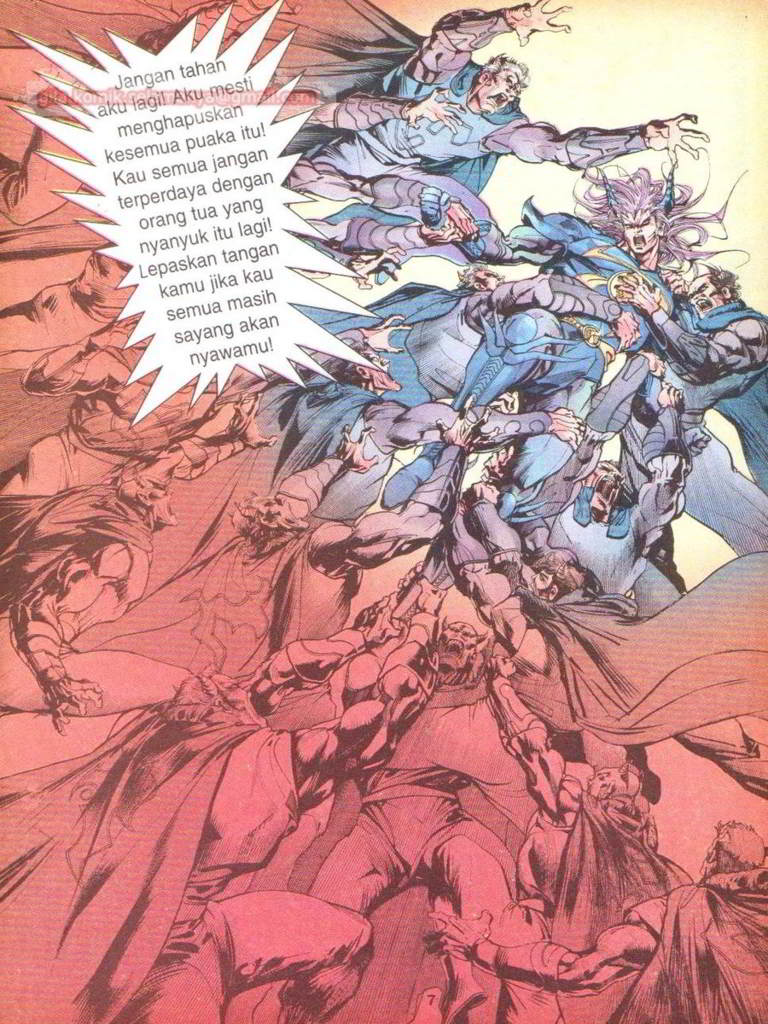 Jangan tahan
aku lagi! Aku mesti
menghapuskan
kesemua puaka itu!
Kau semua jangan
terperdaya dengan
orang tua yang
nyanyuk itu lagi!
Lepaskan tangan
kamu jika kau
semua masih
sayang akan
nyawamu!
7